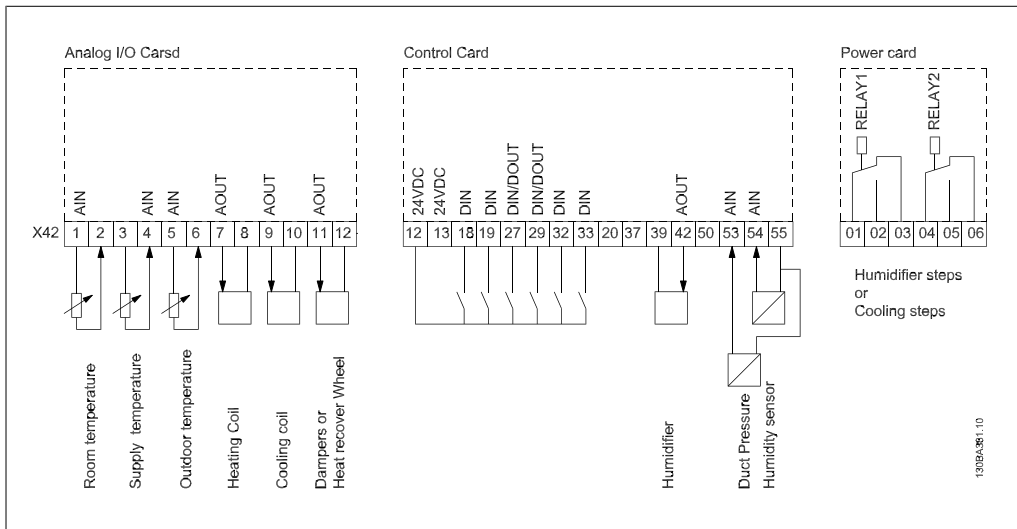 Analog I/O Carsd
Control Card
Power card
AIN
AIN
AIN
AOUT
AOUT
AOUT
24VDC
24VDC
DIN
DIN
DIN/DOUT
DIN/DOUT
DIN
DIN
AOUT
AIN
AIN
RELAY1
RELAY2
X42 1 2 3 4 5 6 7 8 9 10 11 12
12 13 18 19 27 29 32 33 20 37 39 42 50 53 54 55
01 02 03 04 05 06
Humidifier steps
or
Cooling steps
Room temperature
Supply temperature
Outdoor temperature
Heating Coil
Cooling coil
Dampers or
Heat recover Wheel
Humidifier
Duct Pressure
Humidity sensor
130BA381.10